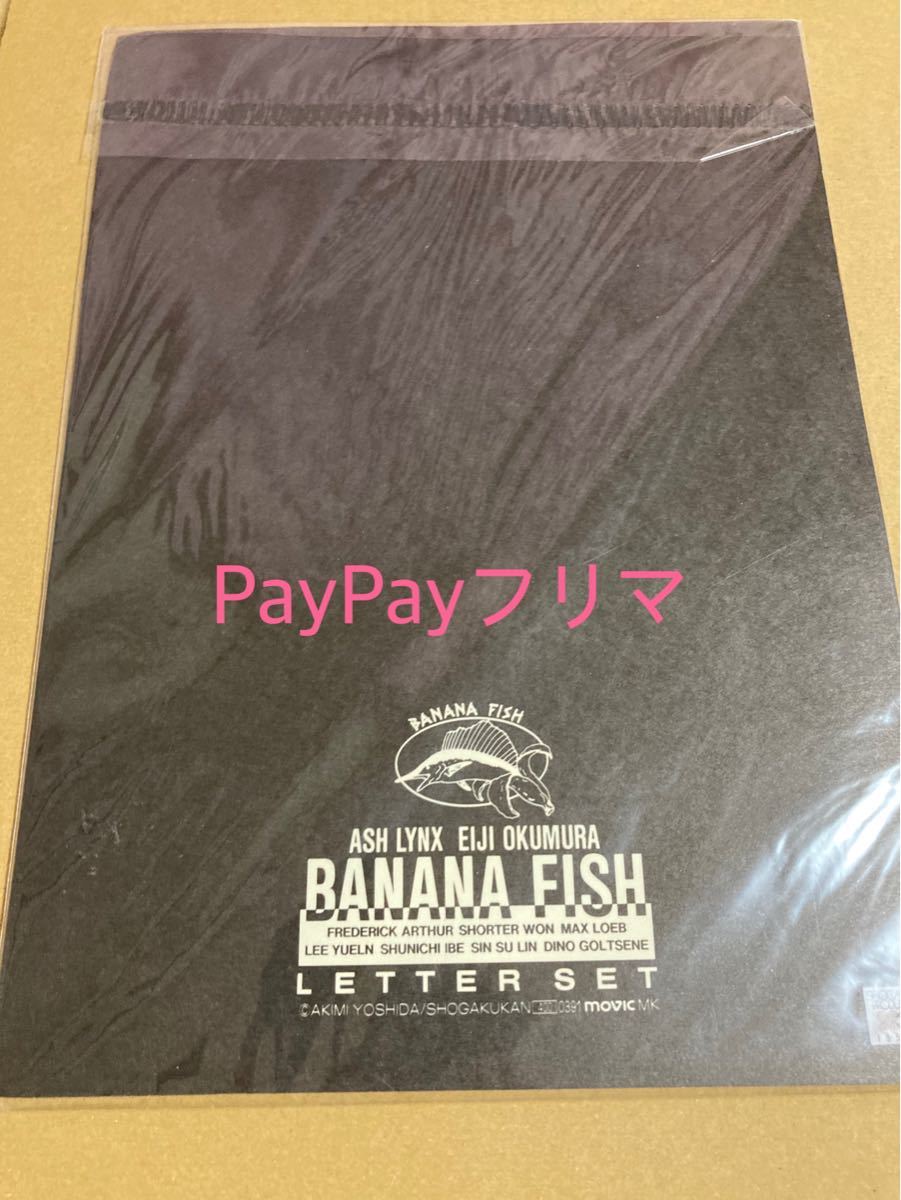 PayPayフリマ
BANANA FISH
ASH LYNX EIJI OKUMURA
BANANA FISH
FREDERICK ARTHUR SHORTER WON MAX LOEB
LEE YUELN SHUNICHI IBE SIN SU LIN DINO GOLTSENE
LETTER SET
©AKIMI YOSHIDA/SHOGAKUKAN 400 0391 movic MK